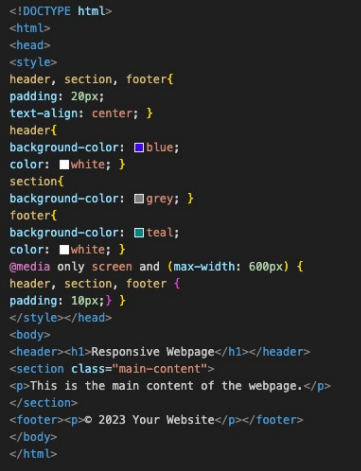 <!DOCTYPE html>
<html>
<head>
<style>
header, section, footer{
padding: 20px;
text-align: center; }
header{
background-color: blue;
color: white; }
section{
background-color: grey; }
footer{
background-color: teal;
color: white; }
@media only screen and (max-width: 600px) {
header, section, footer {
padding: 10px;} }
</style></head>
<body>
<header><h1>Responsive Webpage</h1></header>
<section class="main-content">
<p>This is the main content of the webpage.</p>
</section>
<footer><p>© 2023 Your Website</p></footer>
</body>
</html>